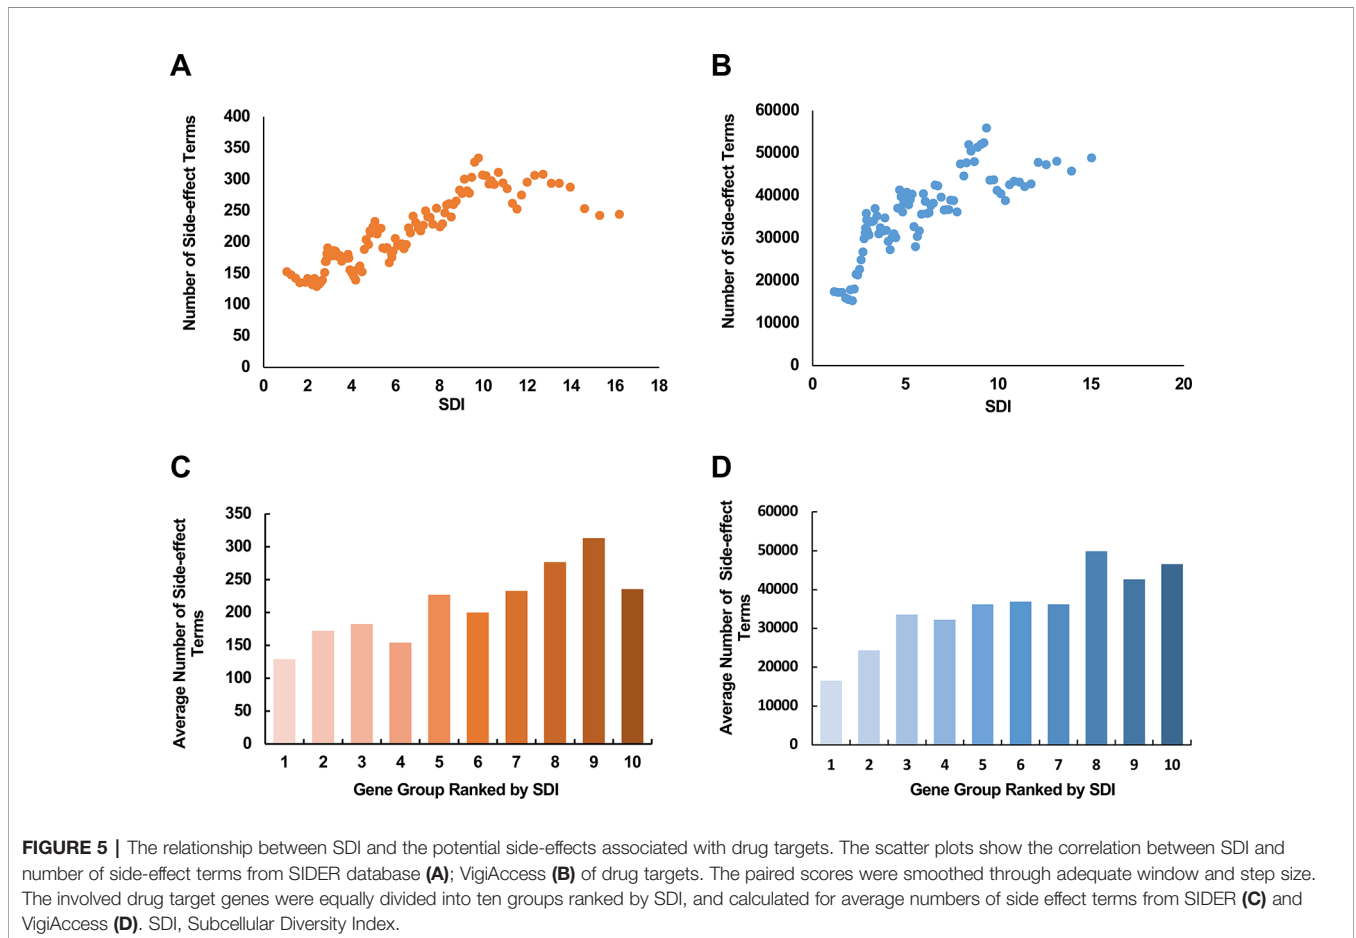 A
Number of Side-effect Terms
400
350
300
250
200
150
100
50
0
0 2 4 6 8 10 12 14 16 18
SDI
B
Number of Side-effect Terms
60000
50000
40000
30000
20000
10000
0
0 5 10 15 20
SDI
C
Average Number of Side-effect
Terms
350
300
250
200
150
100
50
0
1 2 3 4 5 6 7 8 9 10
Gene Group Ranked by SDI
D
Average Number of Side-effect
Terms
60000
50000
40000
30000
20000
10000
0
1 2 3 4 5 6 7 8 9 10
Gene Group Ranked by SDI
FIGURE 5 | The relationship between SDI and the potential side-effects associated with drug targets. The scatter plots show the correlation between SDI and
number of side-effect terms from SIDER database (A); VigiAccess (B) of drug targets. The paired scores were smoothed through adequate window and step size.
The involved drug target genes were equally divided into ten groups ranked by SDI, and calculated for average numbers of side effect terms from SIDER (C) and
VigiAccess (D). SDI, Subcellular Diversity Index.